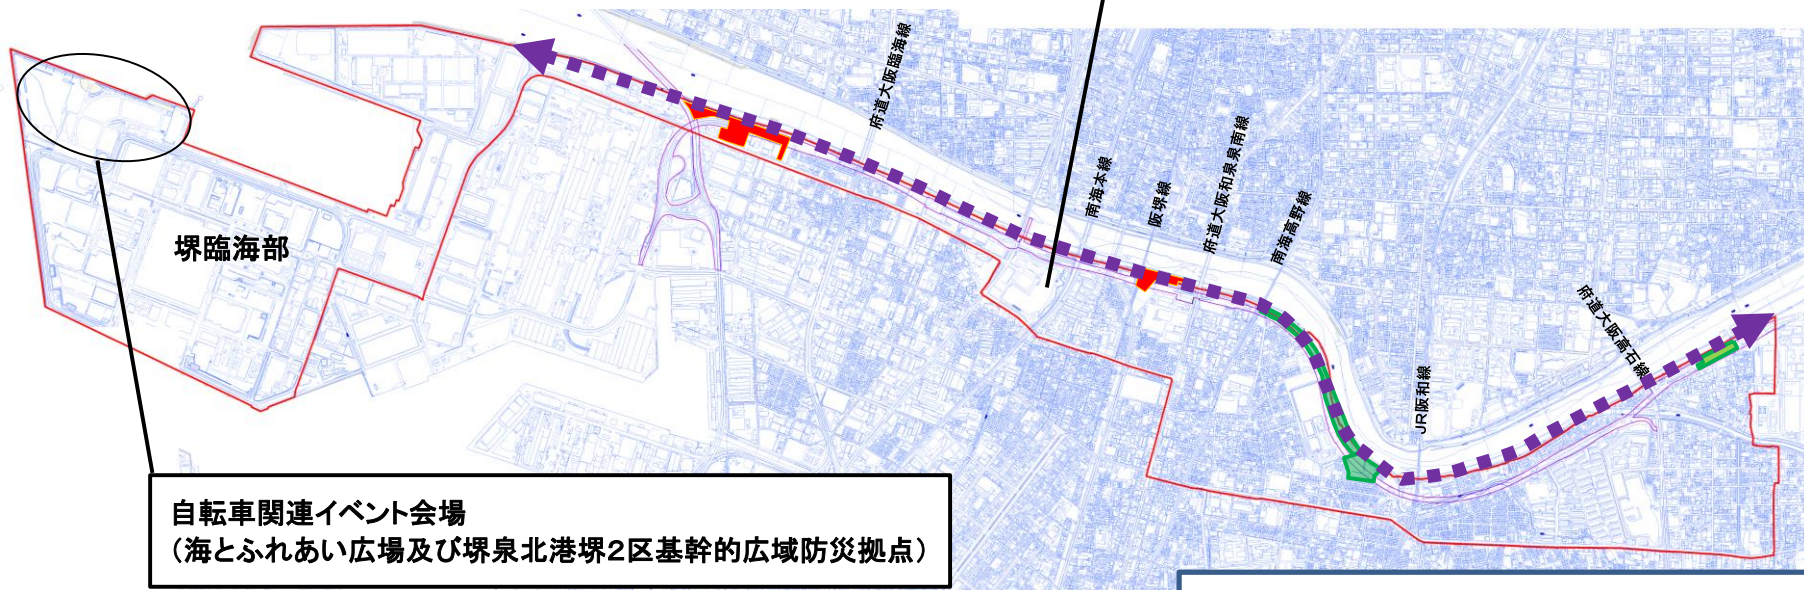 府道大阪臨海線
南海本線
阪堺線
府道大阪和泉泉南線
南海高野線
府道大阪高石線
JR阪和線
堺臨海部
自転車関連イベント会場
（海とふれあい広場及び堺泉北港堺2区基幹的広域防災拠点）